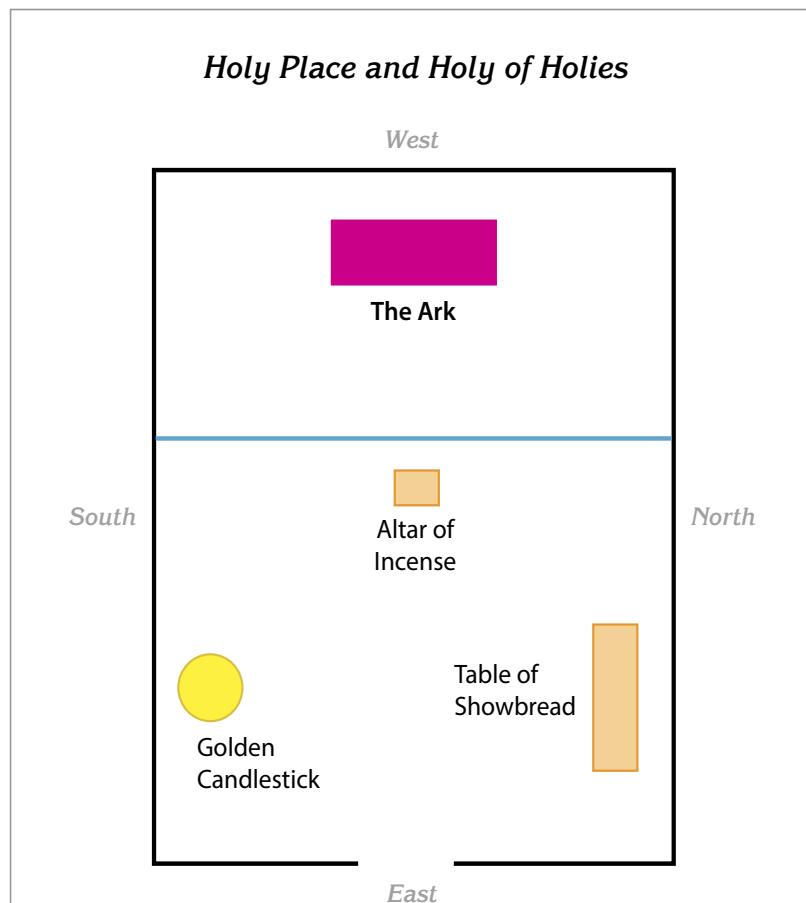 Holy Place and Holy of Holies
West
The Ark
South
North
Altar of
Incense
Table of
Showbread
Golden
Candlestick
East